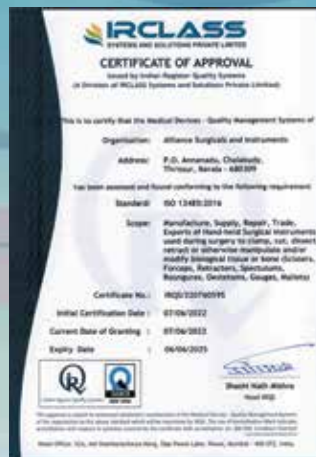 IRCLASS
SYSTEMS AND SOLUTIONS PRIVATE LIMITED
CERTIFICATE OF APPROVAL
Issued by Indian Register Quality Systems
(A Division of IRCLASS Systems and Solutions Private Limited)
This is to certify that the Medical Devices - Quality Management Systems of
Organisation: Alliance Surgicals and Instruments
Address: P.O. Annanadu, Chalakudy,
Thrissur, Kerala - 680309
has been assessed and found conforming to the following requirement
Standard: ISO 13485:2016
Scope: Manufacture, Supply, Repair, Trade,
Exports of Hand-held Surgical Instruments
used during surgery to clamp, cut, dissect
retract or otherwise manipulate and/or
modify biological tissue or bone (Scissors,
Forceps, Retractors,
Osteotoms, Gouges, Mallets)
Certificate No.: IRQS/220760595
Initial Certification Date : 07/06/2022
Current Date of Granting : 07/06/2022
Expiry Date : 06/06/2025
Shashi Nath Mishra
Head IRQS